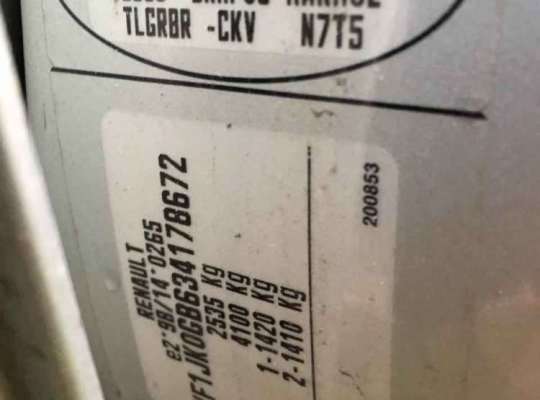 TLGRBR -CKV N7T5
RENAULT
e2*98/14*0265
VF1JK0GB634178672
2535 Kg
4100 Kg
1-1420 Kg
2-1410 Kg
200853